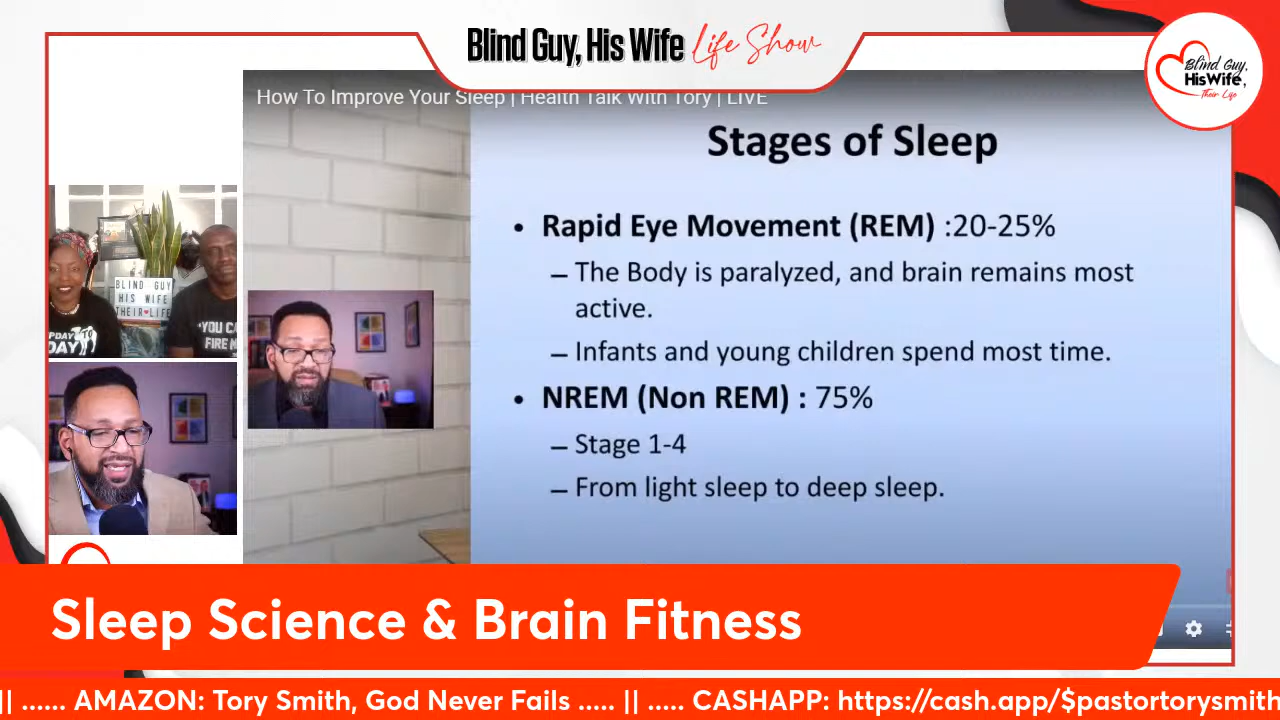 Blind Guy, His Wife Life Show
Blind Guy,
His Wife,
Their Life
How To Improve Your Sleep | Health Talk With Tory | LIVE
Stages of Sleep
• Rapid Eye Movement (REM) :20-25%
– The Body is paralyzed, and brain remains most
active.
– Infants and young children spend most time.
• NREM (Non REM) : 75%
– Stage 1-4
– From light sleep to deep sleep.
BLIND GUY
HIS WIFE
THEIR♥LIFE
"YOU CA
FIRE M
Sleep Science & Brain Fitness
|| ...... AMAZON: Tory Smith, God Never Fails ..... || ..... CASHAPP: https://cash.app/$pastortorysmith